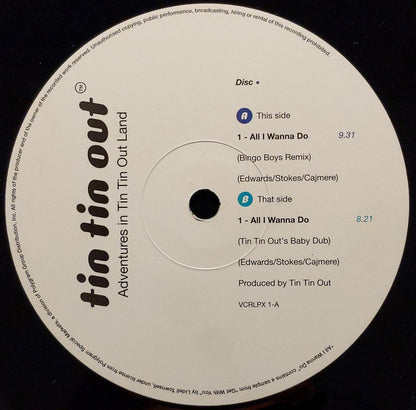 tin tin out
Adventures in Tin Tin Out Land
Disc •
A This side
1 - All I Wanna Do 9.31
(Bingo Boys Remix)
(Edwards/Stokes/Cajmere)
B That side
1 - All I Wanna Do 8.21
(Tin Tin Out's Baby Dub)
(Edwards/Stokes/Cajmere)
Produced by Tin Tin Out
VCRLPX 1-A
"All I Wanna Do" contains a sample from "Get With You" by Lidell Townsell, under license from Polygram Special Markets, a division of Polygram Group Distribution, Inc. All rights of the producer and of the owner of the recorded work reserved. Unauthorised copying, public performance, broadcasting, hiring or rental of this recording prohibited.